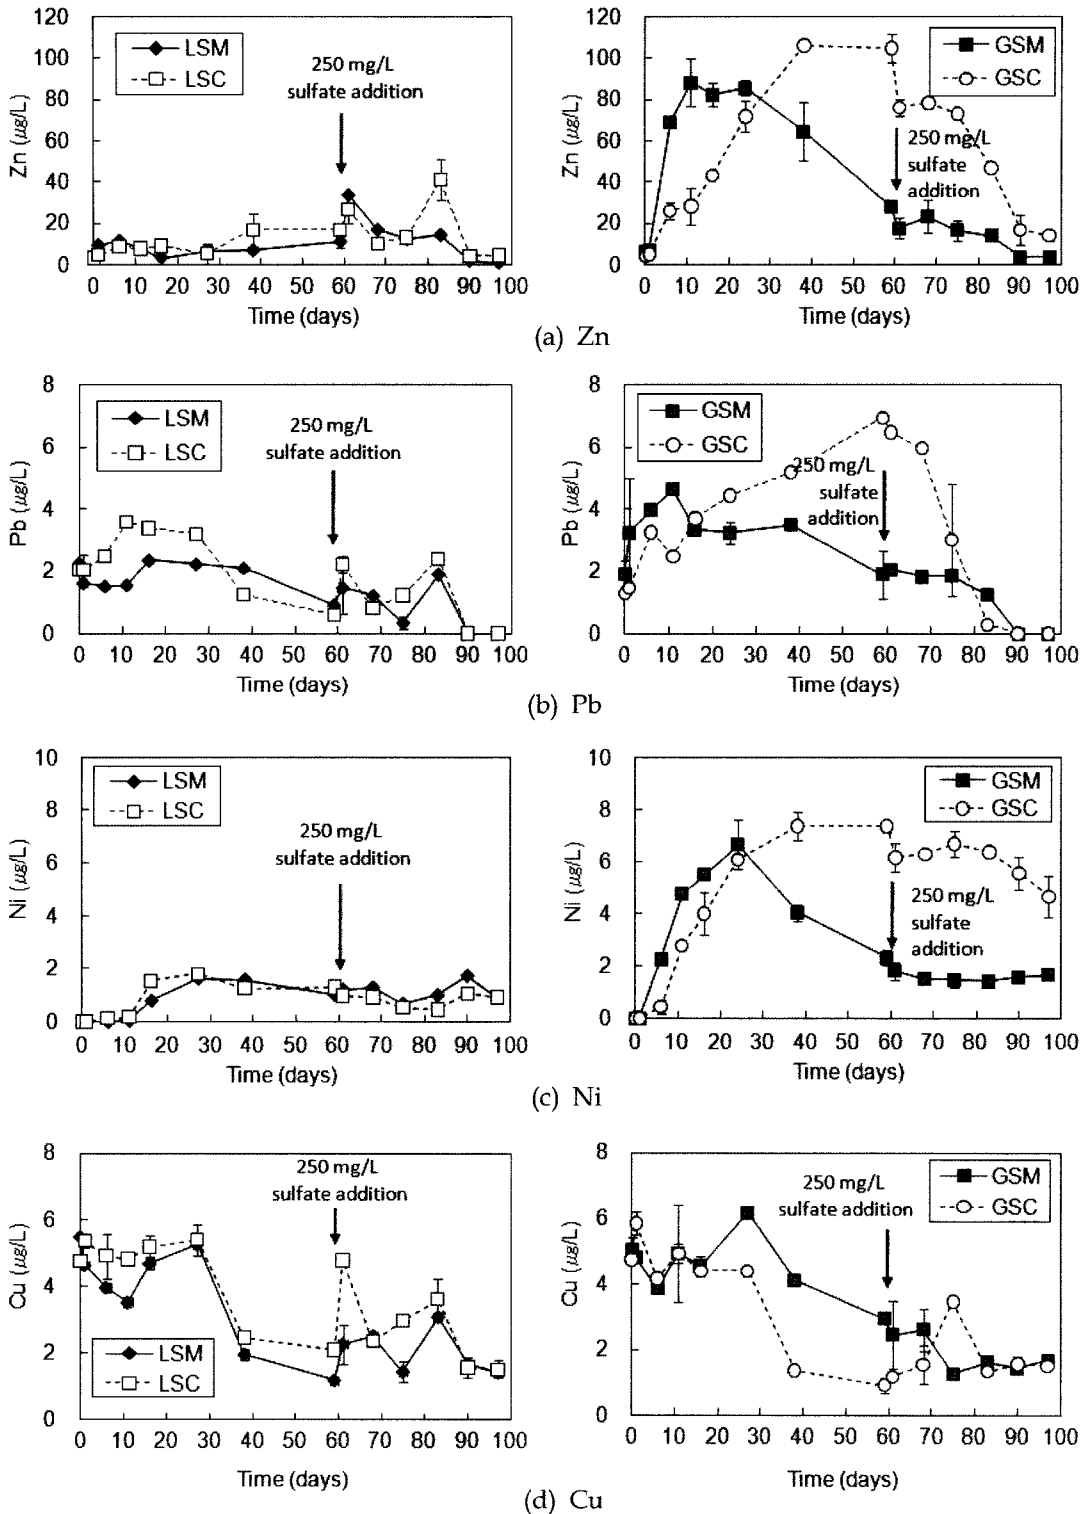 120
100
80
60
40
20
0
Zn (µg/L)
LSM
LSC
250 mg/L
sulfate addition
0 10 20 30 40 50 60 70 80 90 100
Time (days)
120
100
80
60
40
20
0
Zn (µg/L)
GSM
GSC
250 mg/L
sulfate
addition
0 10 20 30 40 50 60 70 80 90 100
Time (days)
(a) Zn
8
6
4
2
0
Pb (µg/L)
LSM
LSC
250 mg/L
sulfate addition
0 10 20 30 40 50 60 70 80 90 100
Time (days)
8
6
4
2
0
Pb (µg/L)
GSM
GSC
250 mg/L
sulfate
addition
0 10 20 30 40 50 60 70 80 90 100
Time (days)
(b) Pb
10
8
6
4
2
0
Ni (µg/L)
LSM
LSC
250 mg/L
sulfate addition
0 10 20 30 40 50 60 70 80 90 100
Time (days)
10
8
6
4
2
0
Ni (µg/L)
GSM
GSC
250 mg/L
sulfate
addition
0 10 20 30 40 50 60 70 80 90 100
Time (days)
(c) Ni
8
6
4
2
0
Cu (µg/L)
250 mg/L
sulfate addition
LSM
LSC
0 10 20 30 40 50 60 70 80 90 100
Time (days)
8
6
4
2
0
Cu (µg/L)
GSM
GSC
250 mg/L
sulfate addition
0 10 20 30 40 50 60 70 80 90 100
Time (days)
(d) Cu